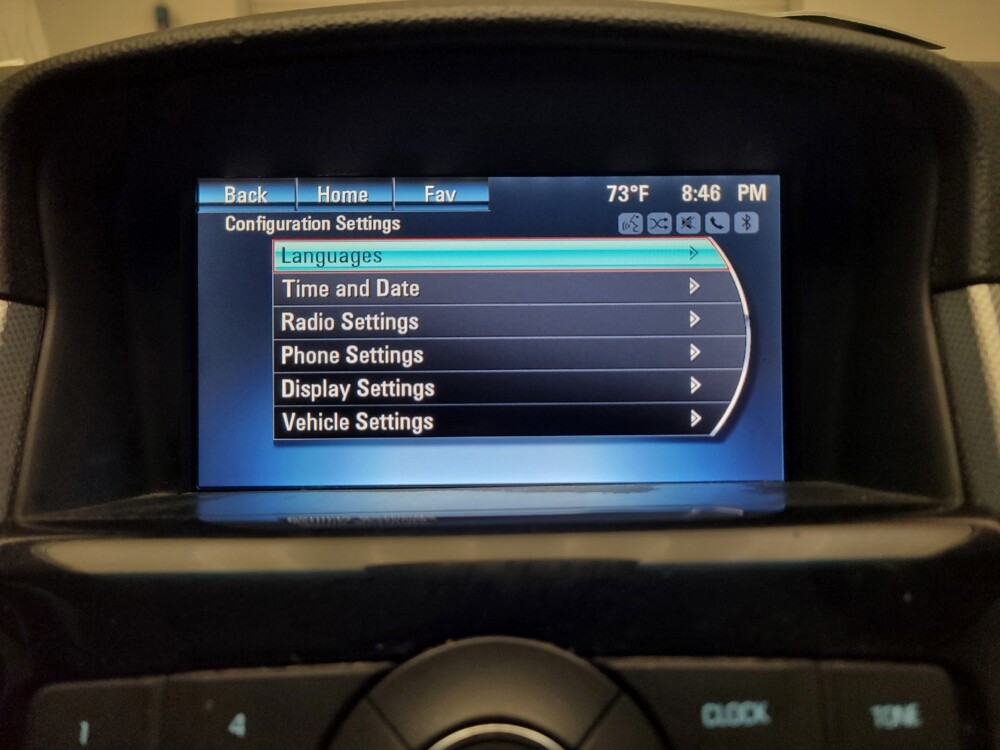 Back Home Fav 73°F 8:46 PM
Configuration Settings
Languages
Time and Date
Radio Settings
Phone Settings
Display Settings
Vehicle Settings
1 4 CLOCK TONE